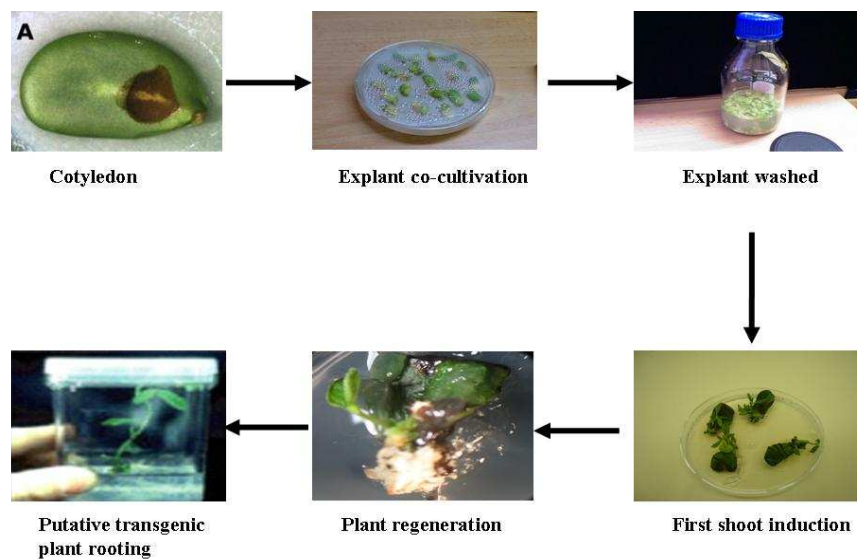 A
Cotyledon
Explant co-cultivation
Explant washed
Putative transgenic
plant rooting
Plant regeneration
First shoot induction